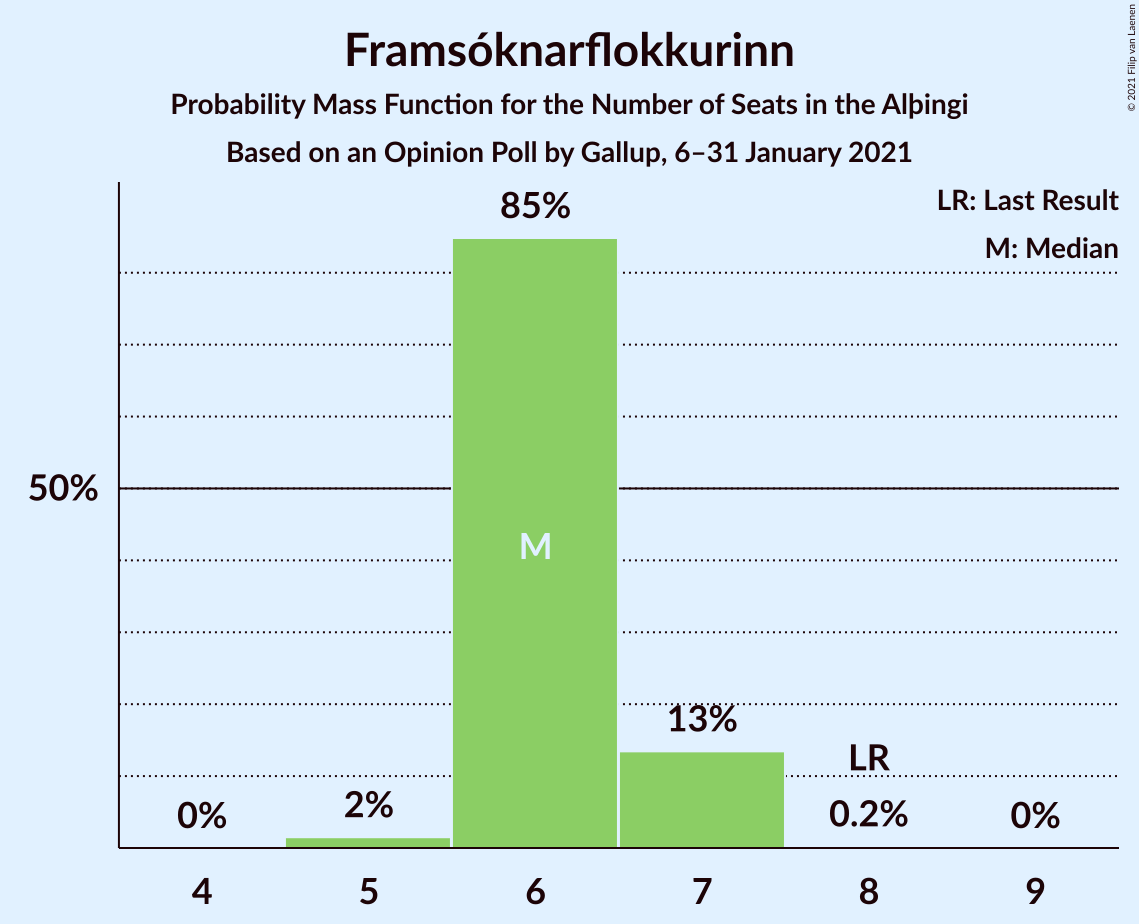 Framsóknarflokkurinn
Probability Mass Function for the Number of Seats in the Alþingi
Based on an Opinion Poll by Gallup, 6–31 January 2021
© 2021 Filip van Laenen
LR: Last Result
M: Median
85%
50%
M
13%
LR
0%
2%
0.2%
0%
4 5 6 7 8 9